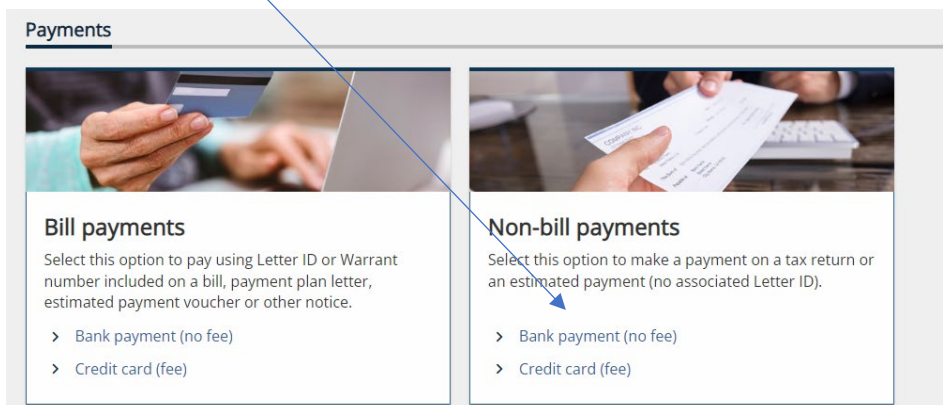 Payments
Bill payments
Select this option to pay using Letter ID or Warrant
number included on a bill, payment plan letter,
estimated payment voucher or other notice.
> Bank payment (no fee)
> Credit card (fee)
COMPANY INC
Non-bill payments
Select this option to make a payment on a tax return or
an estimated payment (no associated Letter ID).
> Bank payment (no fee)
> Credit card (fee)